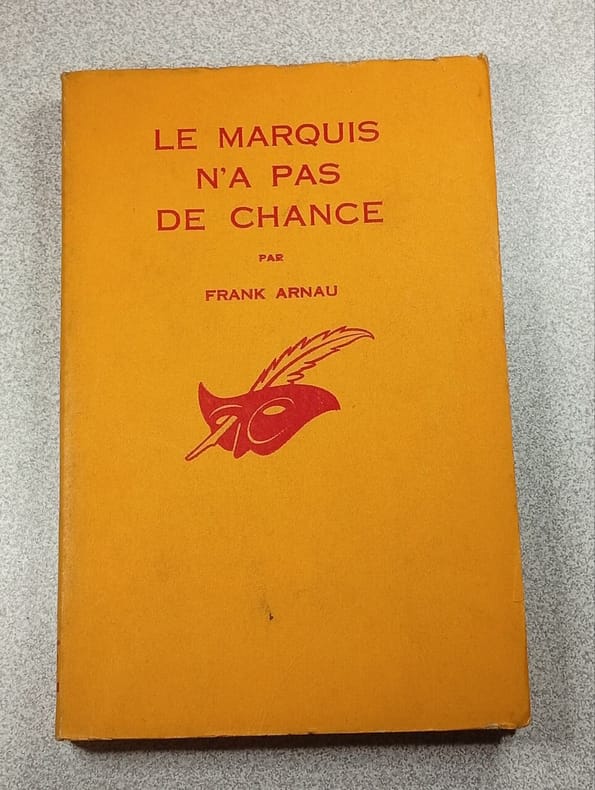 LE MARQUIS
N'A PAS
DE CHANCE
PAR
FRANK ARNAU